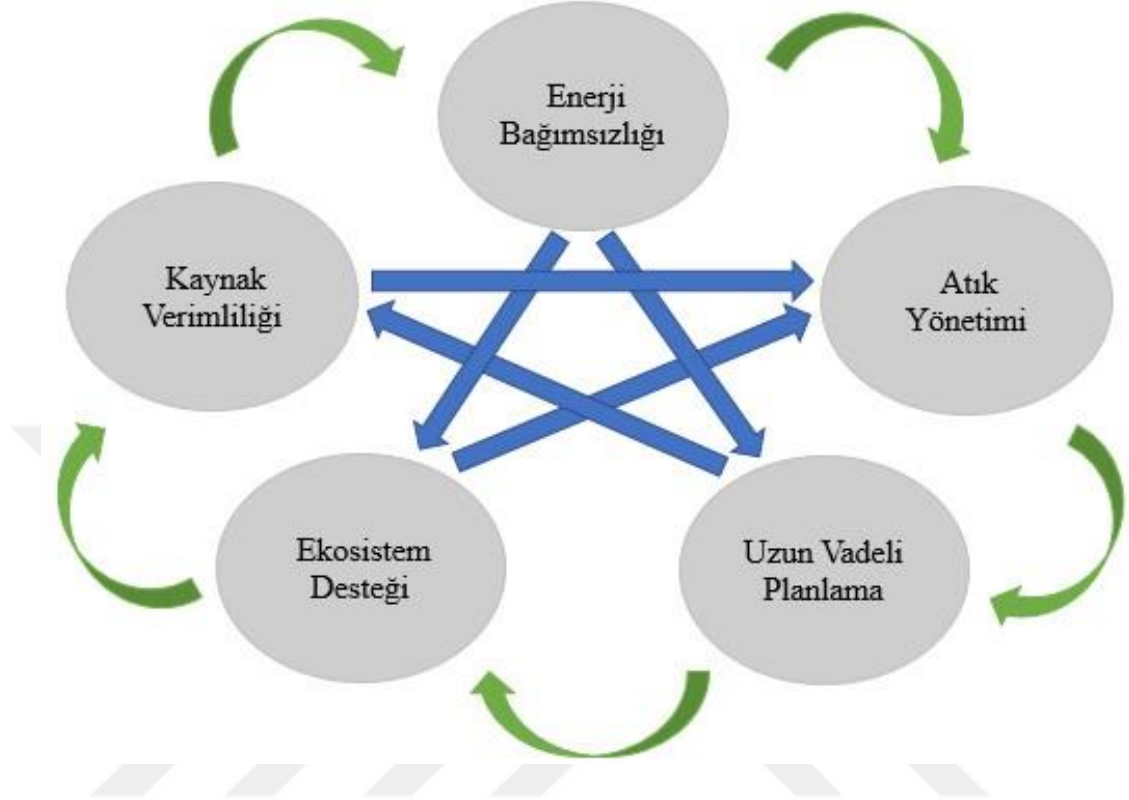 Enerji
Bağımsızlığı
Kaynak
Verimliliği
Atık
Yönetimi
Ekosistem
Desteği
Uzun Vadeli
Planlama